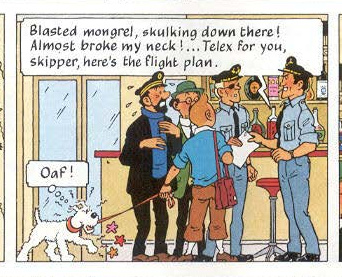 Blasted mongrel, skulking down there!
Almost broke my neck!... Telex for you,
skipper, here's the flight plan.
Oaf!